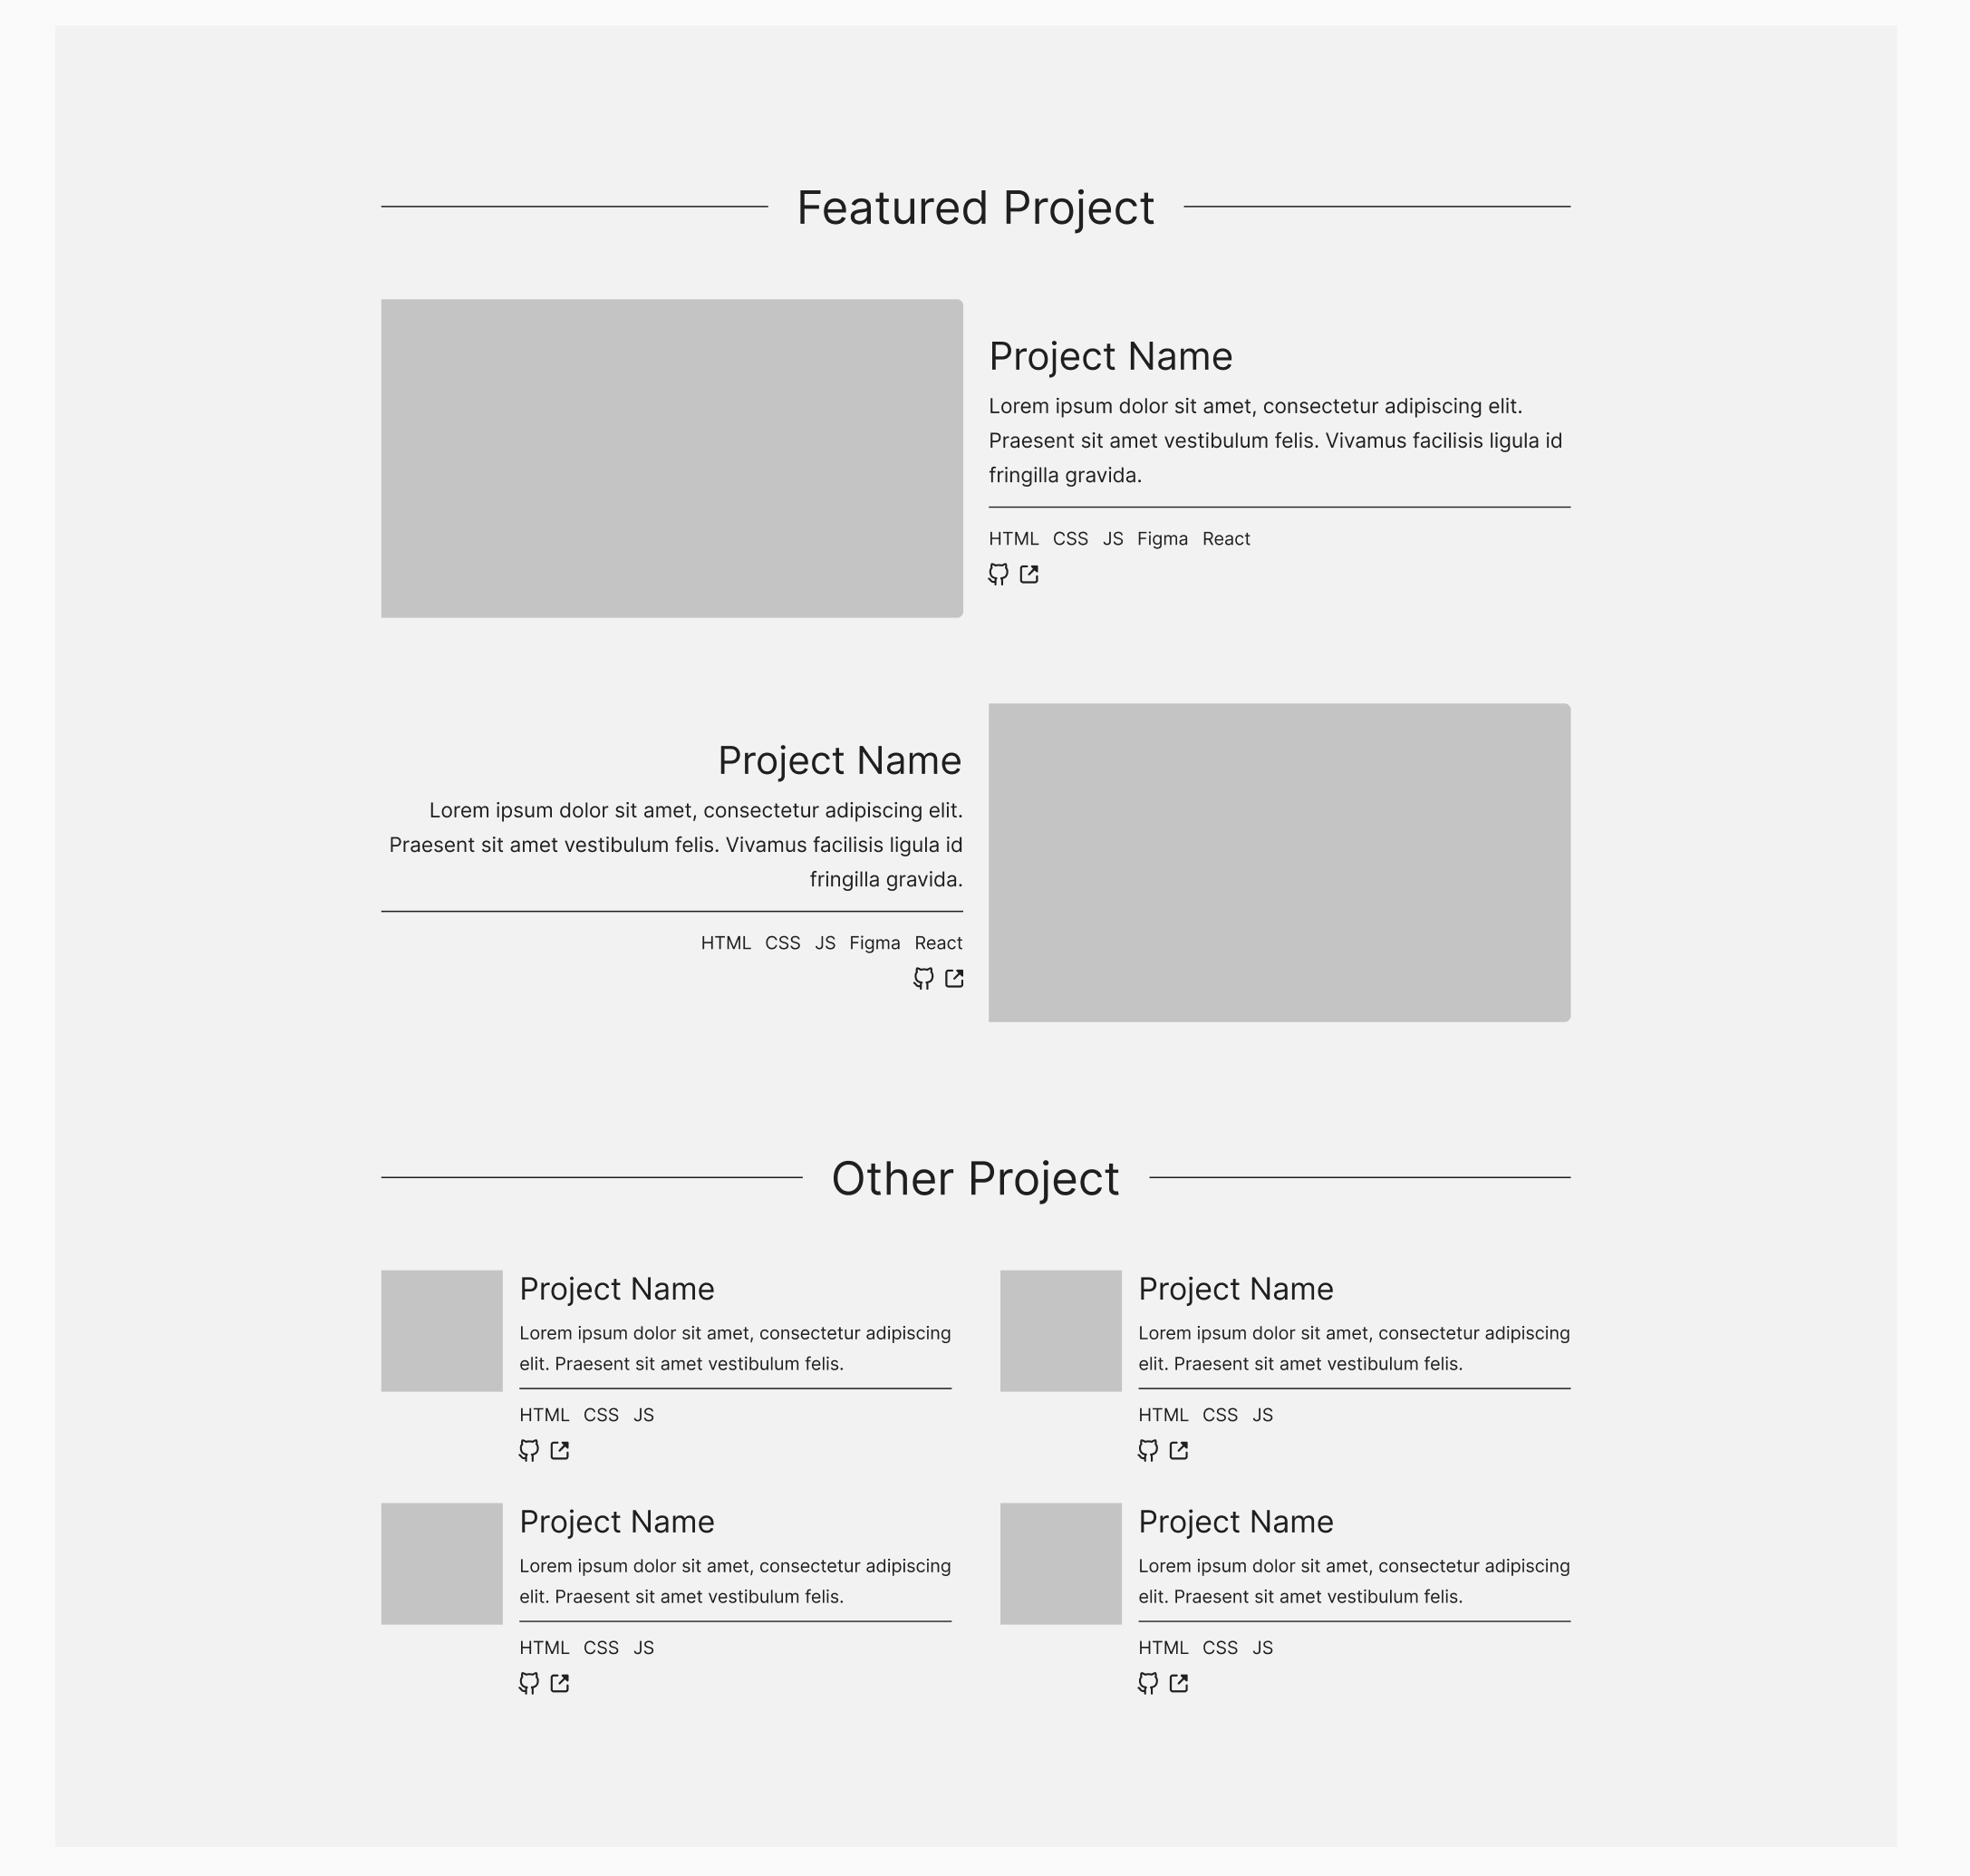 Featured Project
Project Name
Lorem ipsum dolor sit amet, consectetur adipiscing elit.
Praesent sit amet vestibulum felis. Vivamus facilisis ligula id
fringilla gravida.
HTML CSS JS Figma React
Project Name
Lorem ipsum dolor sit amet, consectetur adipiscing elit.
Praesent sit amet vestibulum felis. Vivamus facilisis ligula id
fringilla gravida.
HTML CSS JS Figma React
Other Project
Project Name
Lorem ipsum dolor sit amet, consectetur adipiscing
elit. Praesent sit amet vestibulum felis.
HTML CSS JS
Project Name
Lorem ipsum dolor sit amet, consectetur adipiscing
elit. Praesent sit amet vestibulum felis.
HTML CSS JS
Project Name
Lorem ipsum dolor sit amet, consectetur adipiscing
elit. Praesent sit amet vestibulum felis.
HTML CSS JS
Project Name
Lorem ipsum dolor sit amet, consectetur adipiscing
elit. Praesent sit amet vestibulum felis.
HTML CSS JS